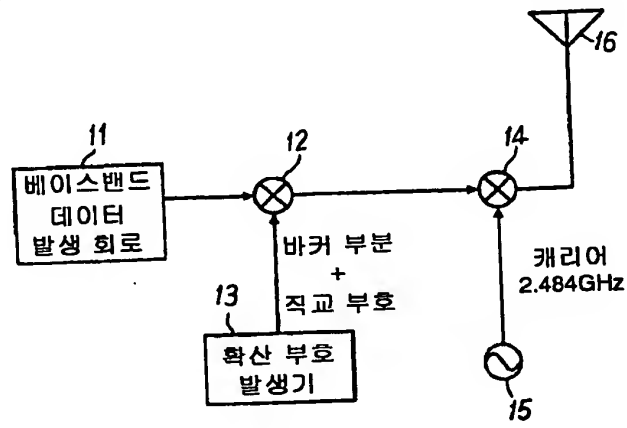 16
11
12
14
베이스밴드
데이터
발생 회로
바커 부분
+
직교 부호
캐리어
2.484GHz
13
확산 부호
발생기
15